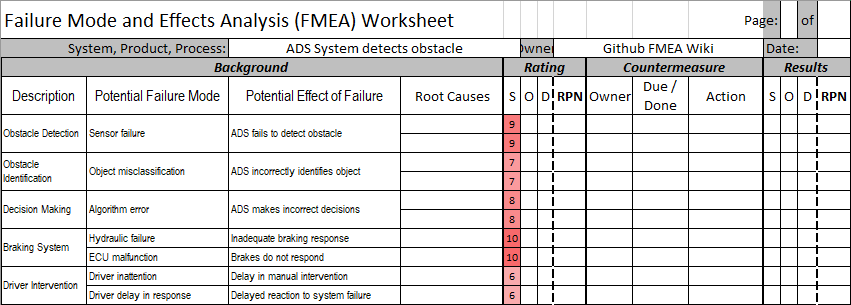 Failure Mode and Effects Analysis (FMEA) Worksheet Page: of
System, Product, Process: ADS System detects obstacle Owner Github FMEA Wiki Date:
Background Rating Countermeasure Results
Description Potential Failure Mode Potential Effect of Failure Root Causes S O D RPN Owner Due / Done Action S O D RPN
Obstacle Detection Sensor failure ADS fails to detect obstacle 9
9
Obstacle Identification Object misclassification ADS incorrectly identifies object 7
7
Decision Making Algorithm error ADS makes incorrect decisions 8
8
Braking System Hydraulic failure Inadequate braking response 10
ECU malfunction Brakes do not respond 10
Driver Intervention Driver inattention Delay in manual intervention 6
Driver delay in response Delayed reaction to system failure 6